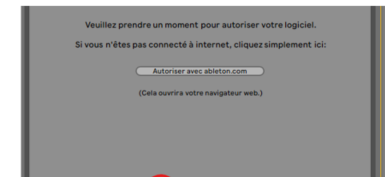 Veuillez prendre un moment pour autoriser votre logiciel.
Si vous n'êtes pas connecté à internet, cliquez simplement ici:
Autoriser avec ableton.com
(Cela ouvrira votre navigateur web.)